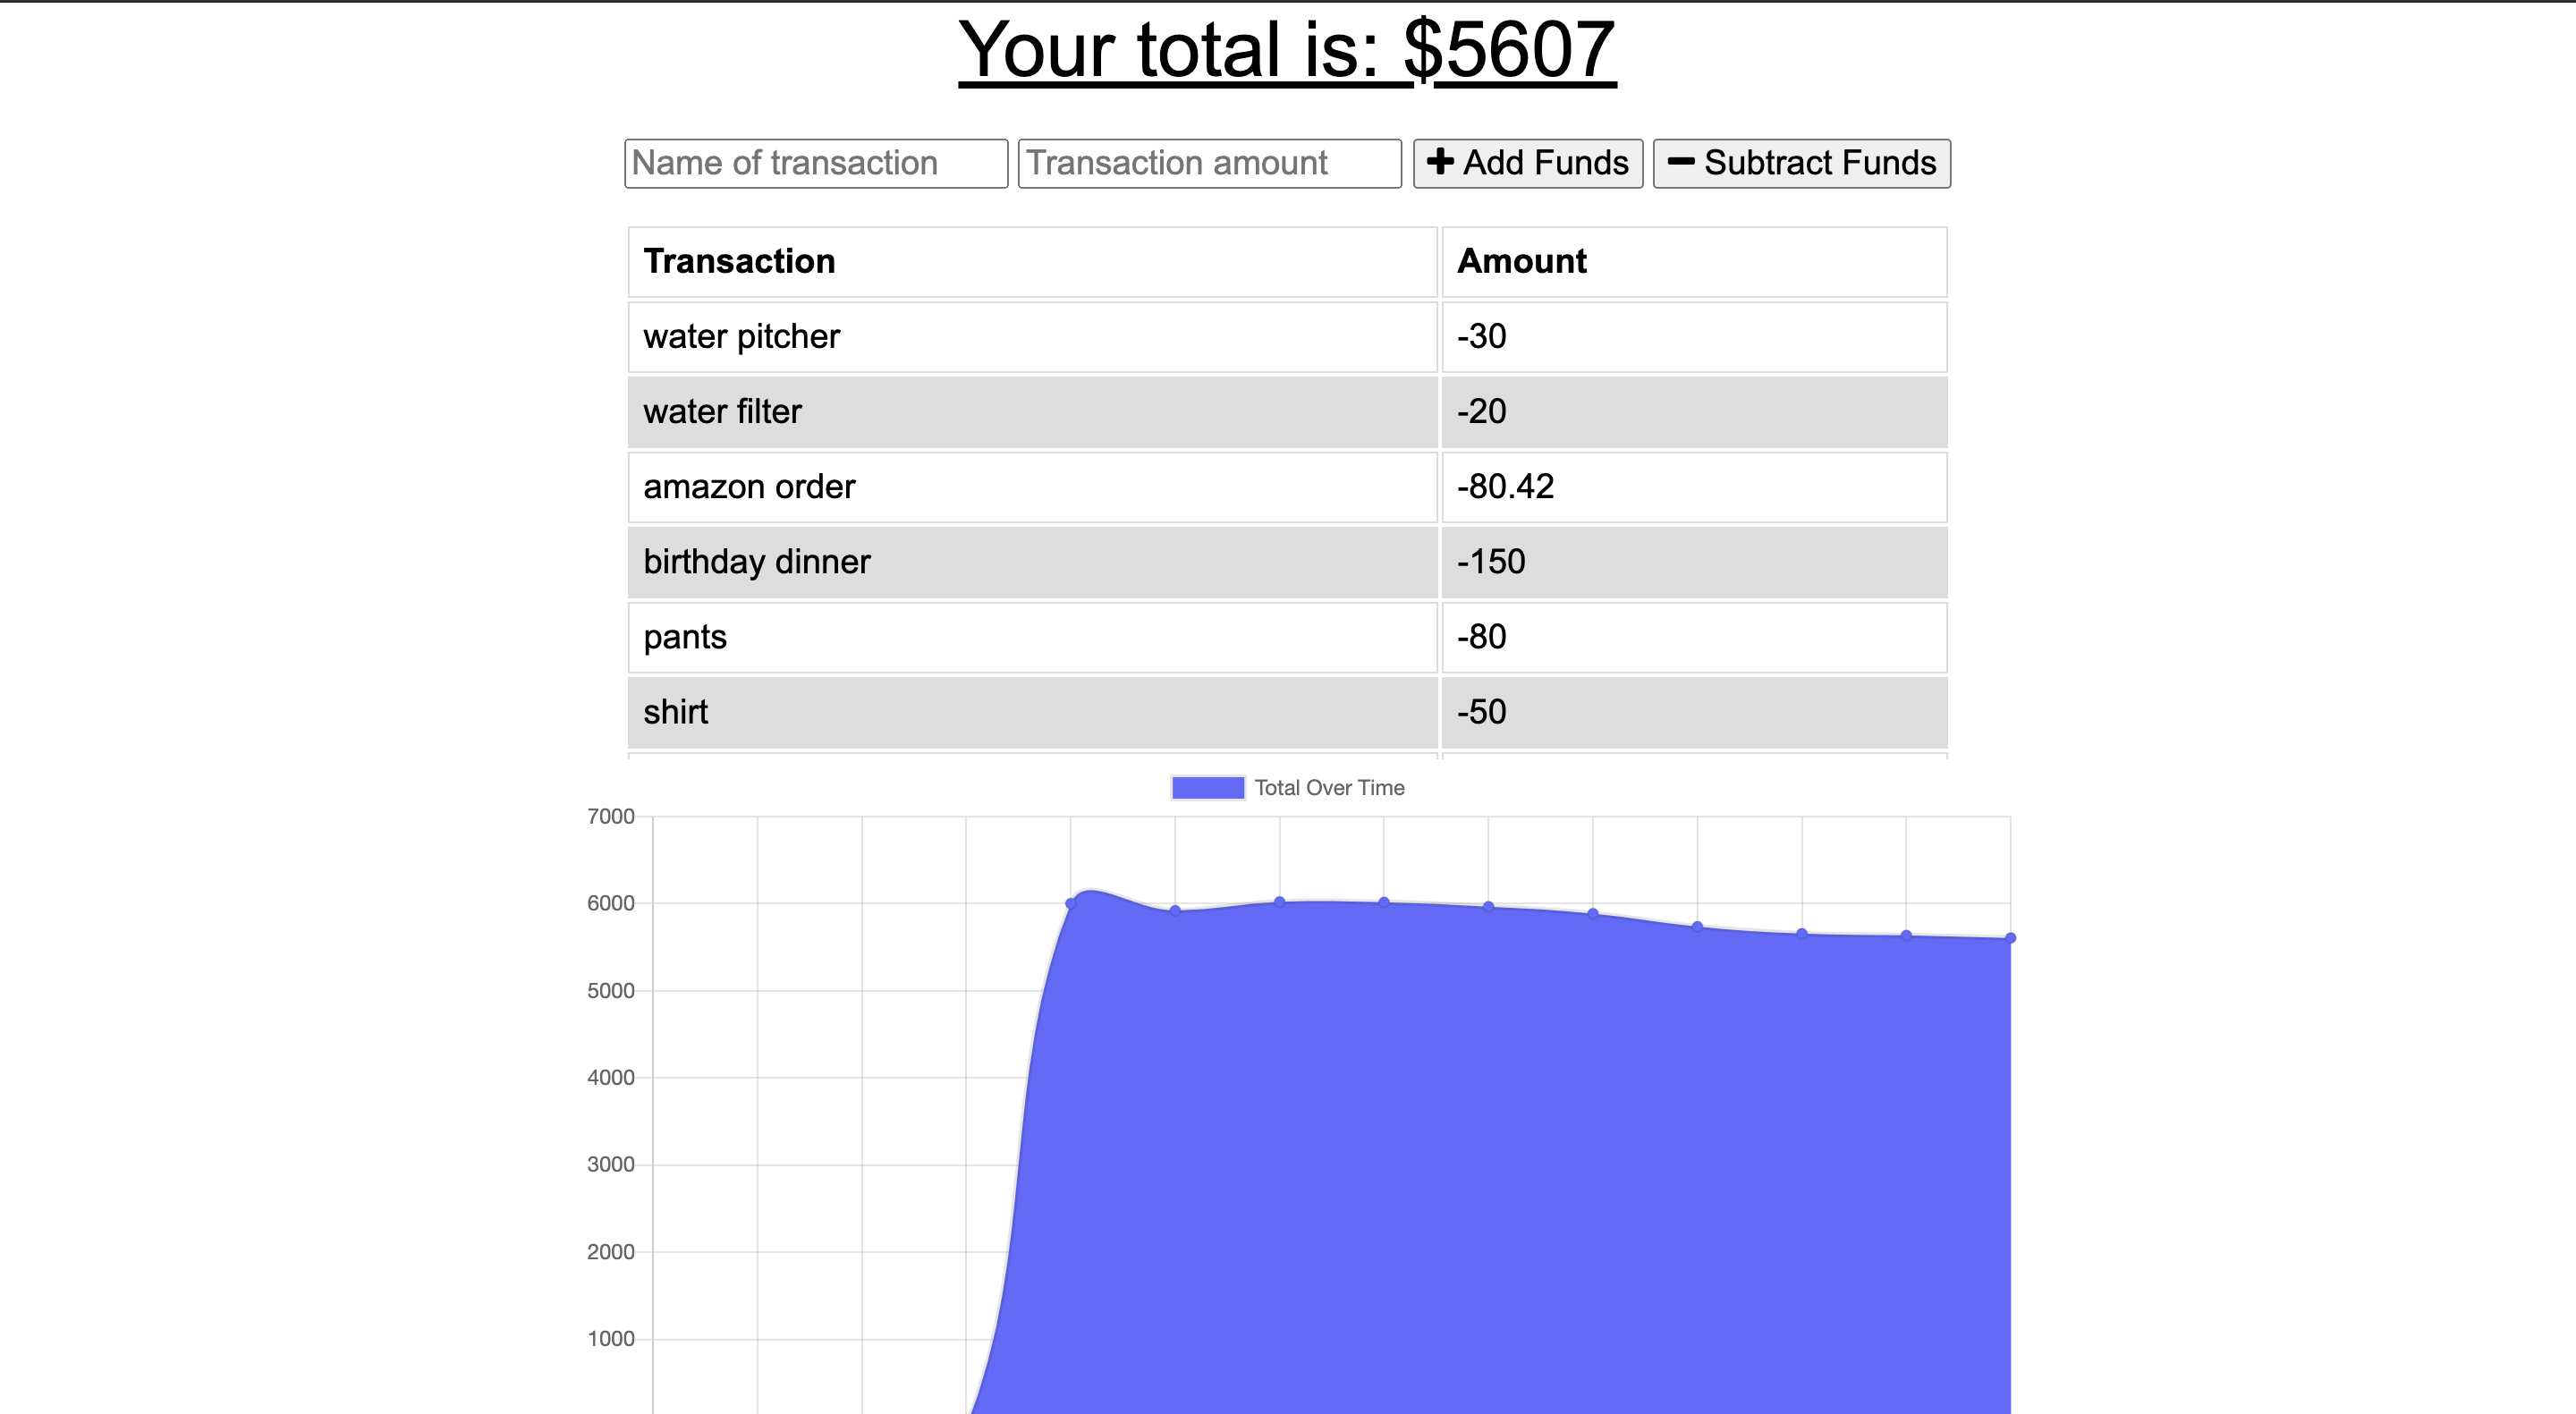 Your total is: $5607
Name of transaction Transaction amount Add Funds Subtract Funds
Transaction Amount
water pitcher -30
water filter -20
amazon order -80.42
birthday dinner -150
pants -80
shirt -50
Total Over Time
7000
6000
5000
4000
3000
2000
1000